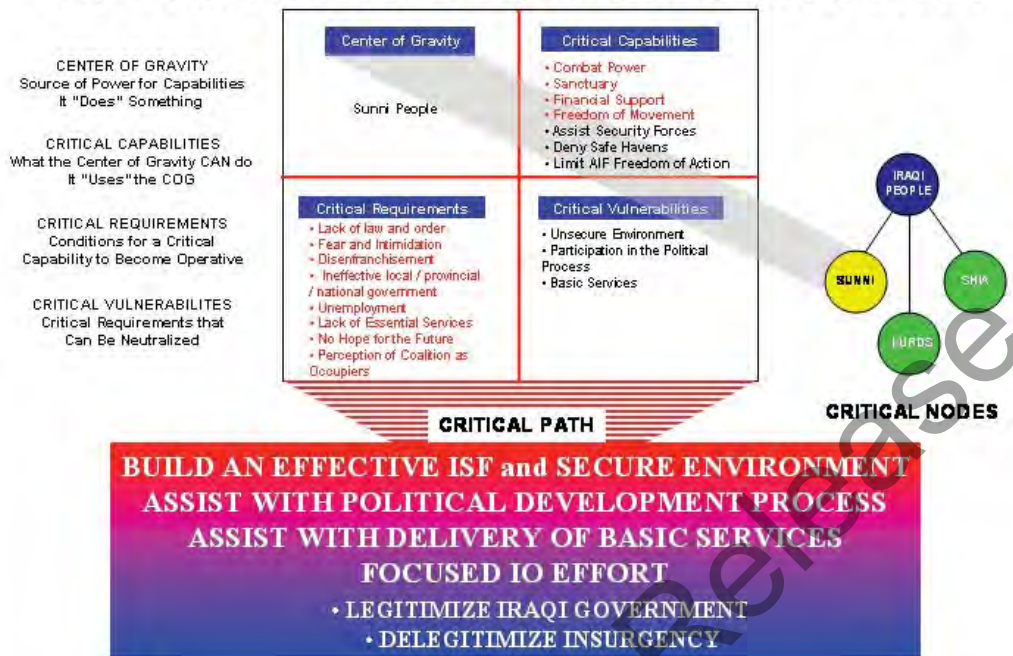 CENTER OF GRAVITY
Source of Power for Capabilities
It "Does" Something
CRITICAL CAPABILITIES
What the Center of Gravity CAN do
It "Uses" the COG
CRITICAL REQUIREMENTS
Conditions for a Critical
Capability to Become Operative
CRITICAL VULNERABILITES
Critical Requirements that
Can Be Neutralized
Center of Gravity
Sunni People
Critical Capabilities
• Combat Power
• Sanctuary
• Financial Support
• Freedom of Movement
• Assist Security Forces
• Deny Safe Havens
• Limit AIF Freedom of Action
Critical Requirements
• Lack of law and order
• Fear and Intimidation
• Disenfranchisement
• Ineffective local / provincial
/ national government
• Unemployment
• Lack of Essential Services
• No Hope for the Future
• Perception of Coalition as
Occupiers
Critical Vulnerabilities
• Unsecure Environment
• Participation in the Political
Process
• Basic Services
IRAQI
PEOPLE
SUNNI
SHIA
KURDS
CRITICAL NODES
CRITICAL PATH
BUILD AN EFFECTIVE ISF and SECURE ENVIRONMENT
ASSIST WITH POLITICAL DEVELOPMENT PROCESS
ASSIST WITH DELIVERY OF BASIC SERVICES
FOCUSED IO EFFORT
• LEGITIMIZE IRAQI GOVERNMENT
• DELEGITIMIZE INSURGENCY
Release